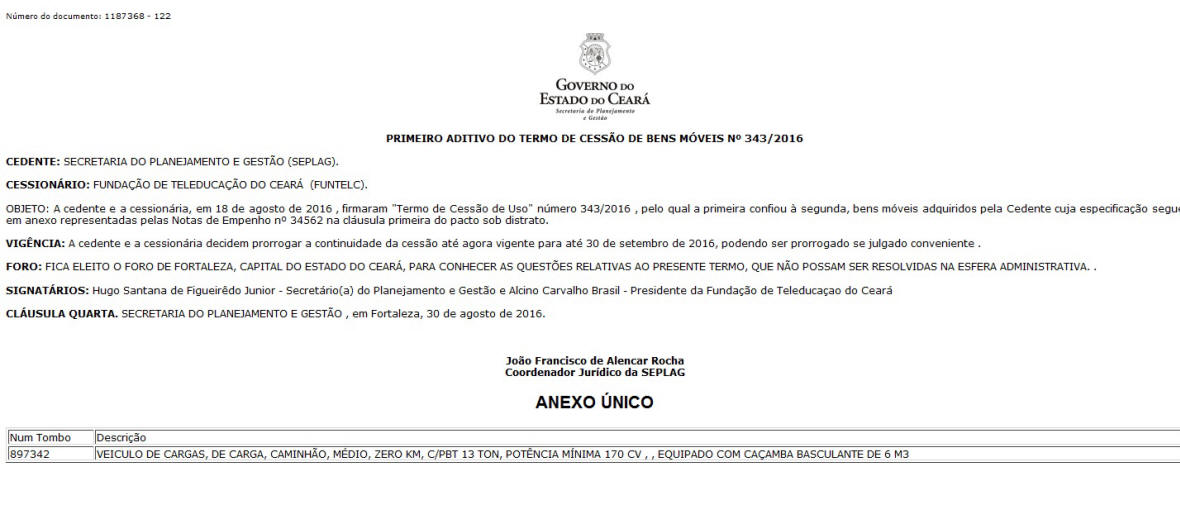 Número do documento: 1187368 - 122
GOVERNO DO
ESTADO DO CEARÁ
Secretaria do Planejamento
e Gestão
PRIMEIRO ADITIVO DO TERMO DE CESSÃO DE BENS MÓVEIS Nº 343/2016
CEDENTE: SECRETARIA DO PLANEJAMENTO E GESTÃO (SEPLAG).
CESSIONÁRIO: FUNDAÇÃO DE TELEDUCAÇÃO DO CEARÁ (FUNTELC).
OBJETO: A cedente e a cessionária, em 18 de agosto de 2016 , firmaram "Termo de Cessão de Uso" número 343/2016 , pelo qual a primeira confiou à segunda, bens móveis adquiridos pela Cedente cuja especificação segue
em anexo representadas pelas Notas de Empenho nº 34562 na cláusula primeira do pacto sob distrato.
VIGÊNCIA: A cedente e a cessionária decidem prorrogar a continuidade da cessão até agora vigente para até 30 de setembro de 2016, podendo ser prorrogado se julgado conveniente .
FORO: FICA ELEITO O FORO DE FORTALEZA, CAPITAL DO ESTADO DO CEARÁ, PARA CONHECER AS QUESTÕES RELATIVAS AO PRESENTE TERMO, QUE NÃO POSSAM SER RESOLVIDAS NA ESFERA ADMINISTRATIVA. .
SIGNATÁRIOS: Hugo Santana de Figueirêdo Junior - Secretário(a) do Planejamento e Gestão e Alcino Carvalho Brasil - Presidente da Fundação de Teleducaçao do Ceará
CLÁUSULA QUARTA. SECRETARIA DO PLANEJAMENTO E GESTÃO , em Fortaleza, 30 de agosto de 2016.
João Francisco de Alencar Rocha
Coordenador Jurídico da SEPLAG
ANEXO ÚNICO
Num Tombo Descrição
897342 VEICULO DE CARGAS, DE CARGA, CAMINHÃO, MÉDIO, ZERO KM, C/PBT 13 TON, POTÊNCIA MÍNIMA 170 CV , , EQUIPADO COM CAÇAMBA BASCULANTE DE 6 M3